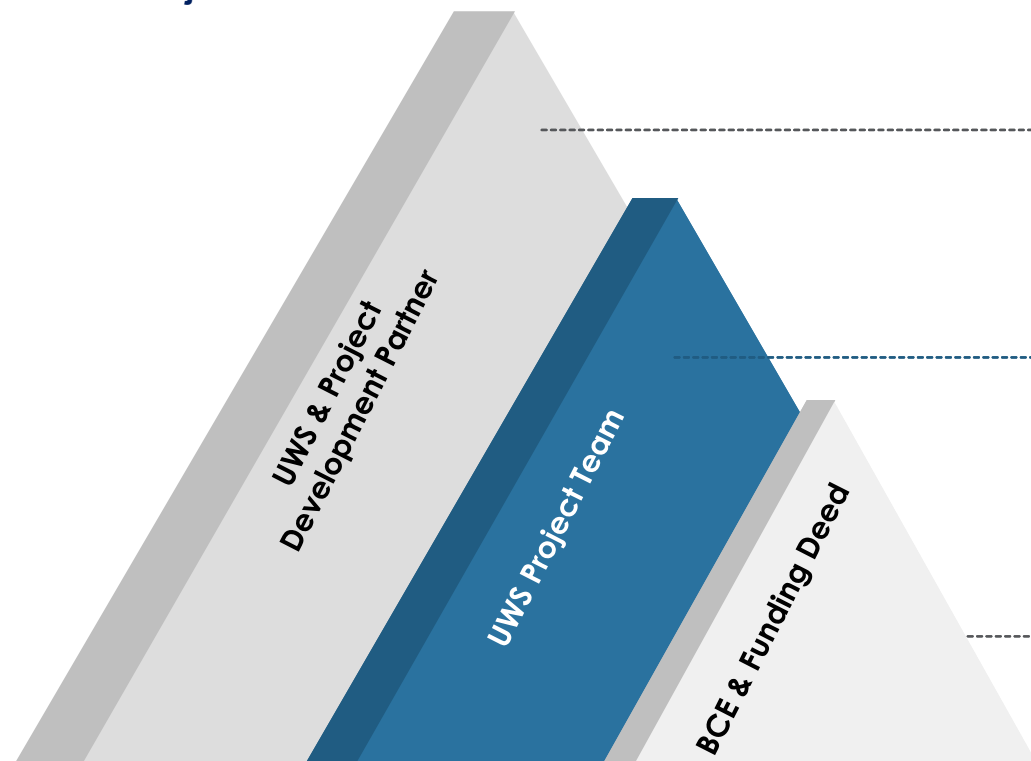 UWS & Project
Development Partner
UWS Project Team
BCE & Funding Deed